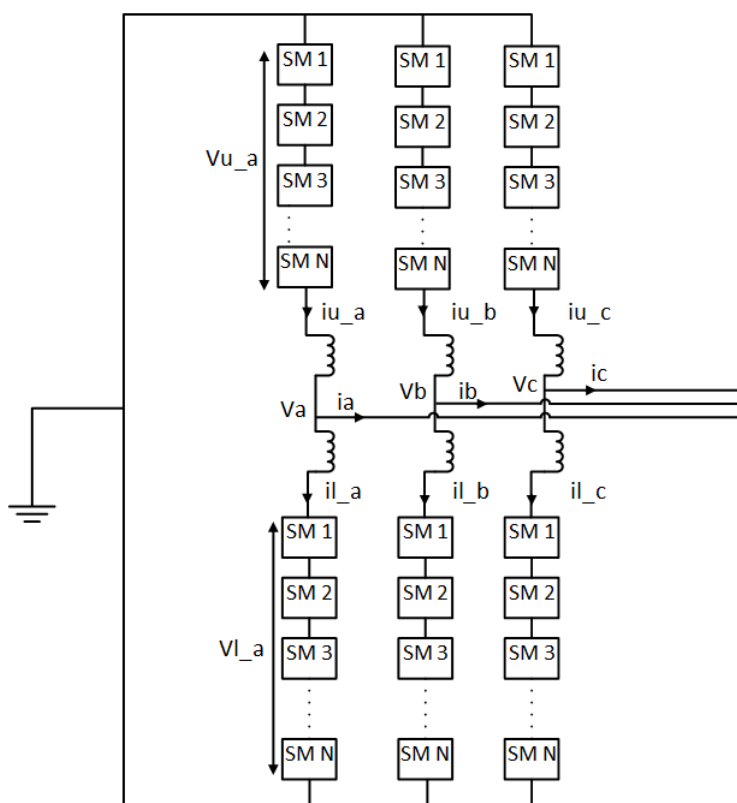 SM 1 SM 1 SM 1
SM 2 SM 2 SM 2
Vu_a
SM 3 SM 3 SM 3
SM N SM N SM N
iu_a iu_b iu_c
Va ia Vb ib Vc ic
il_a il_b il_c
SM 1 SM 1 SM 1
SM 2 SM 2 SM 2
Vl_a
SM 3 SM 3 SM 3
SM N SM N SM N